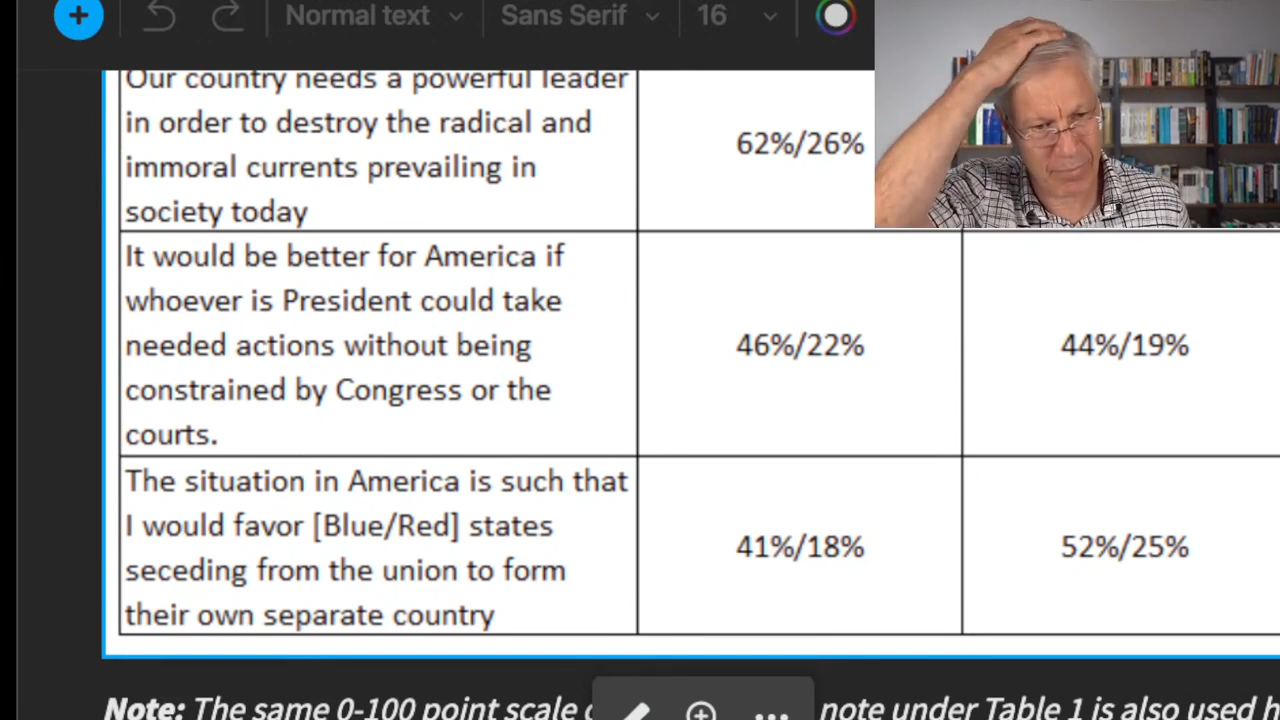 Normal text
Sans Serif
16
Our country needs a powerful leader
in order to destroy the radical and
immoral currents prevailing in
society today
62%/26%
It would be better for America if
whoever is President could take
needed actions without being
constrained by Congress or the
courts.
46%/22%
44%/19%
The situation in America is such that
I would favor [Blue/Red] states
seceding from the union to form
their own separate country
41%/18%
52%/25%
Note: The same 0-100 point scale
note under Table 1 is also used